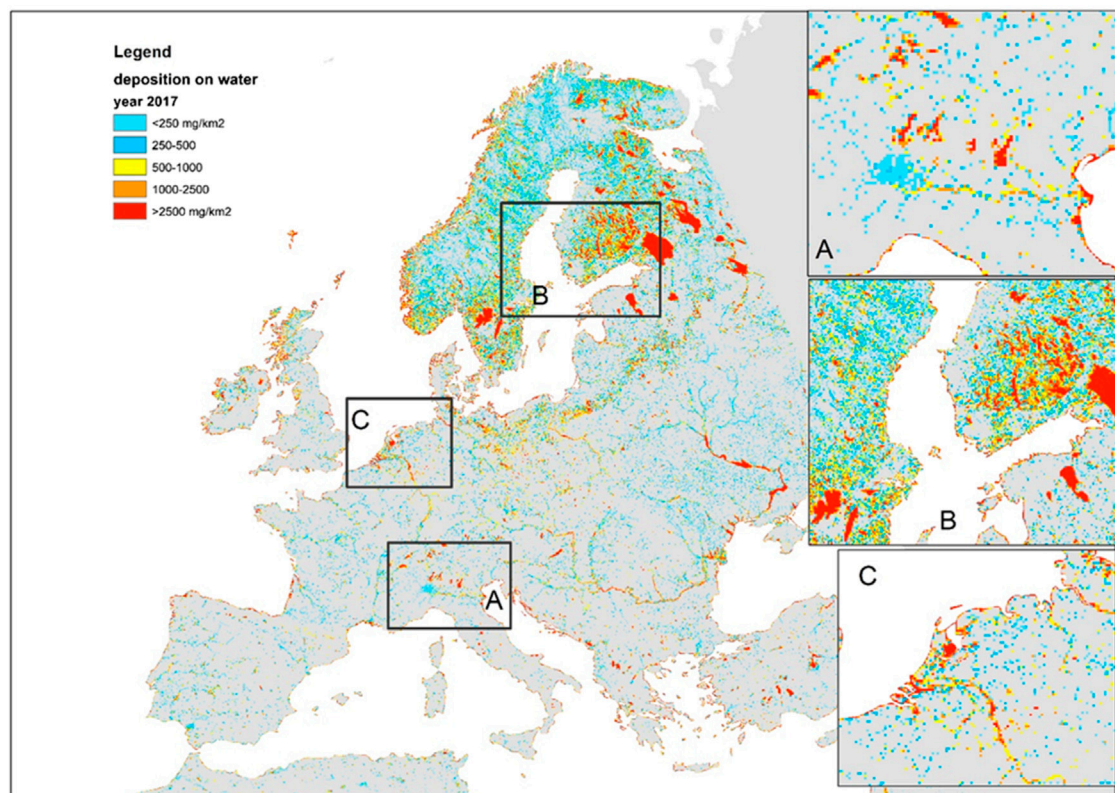 Legend
deposition on water
year 2017
<250 mg/km2
250-500
500-1000
1000-2500
>2500 mg/km2
A
B
C
B
C
A